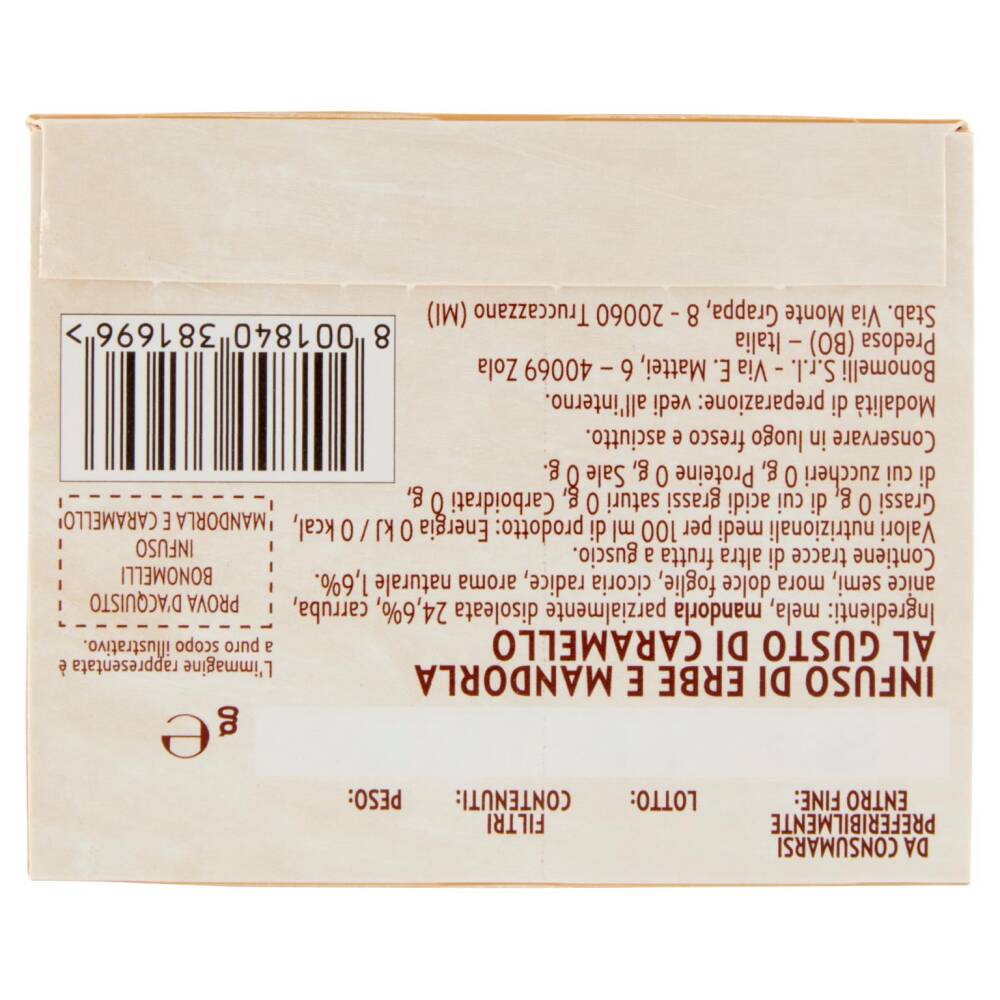 DA CONSUMARSI
PREFERIBILMENTE
ENTRO FINE:
LOTTO:
FILTRI
CONTENUTI:
PESO:
g e
INFUSO DI ERBE E MANDORLA
AL GUSTO DI CARAMELLO
Ingredienti: mela, mandorla parzialmente disoleata 24,6%, carruba,
anice semi, mora dolce foglie, cicoria radice, aroma naturale 1,6%.
Contiene tracce di altra frutta a guscio.
Valori nutrizionali medi per 100 ml di prodotto: Energia 0 kJ / 0 kcal,
Grassi 0 g, di cui acidi grassi saturi 0 g, Carboidrati 0 g,
di cui zuccheri 0 g, Proteine 0 g, Sale 0 g.
Conservare in luogo fresco e asciutto.
Modalità di preparazione: vedi all'interno.
Bonomelli S.r.l. - Via E. Mattei, 6 – 40069 Zola
Predosa (BO) – Italia
Stab. Via Monte Grappa, 8 - 20060 Truccazzano (MI)
L'immagine rappresentata è
a puro scopo illustrativo.
PROVA D'ACQUISTO
BONOMELLI
INFUSO
MANDORLA E CARAMELLO
8 001840 381696 >